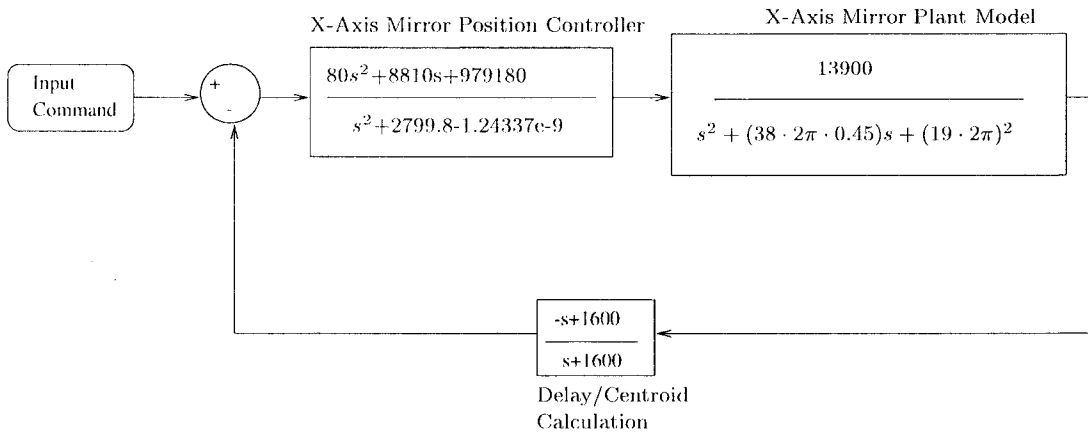 X-Axis Mirror Position Controller
X-Axis Mirror Plant Model
Input
Command
+
-
80s²+8810s+979180
s²+2799.8-1.24337e-9
13900
s² + (38 · 2π · 0.45)s + (19 · 2π)²
-s+1600
s+1600
Delay/Centroid
Calculation